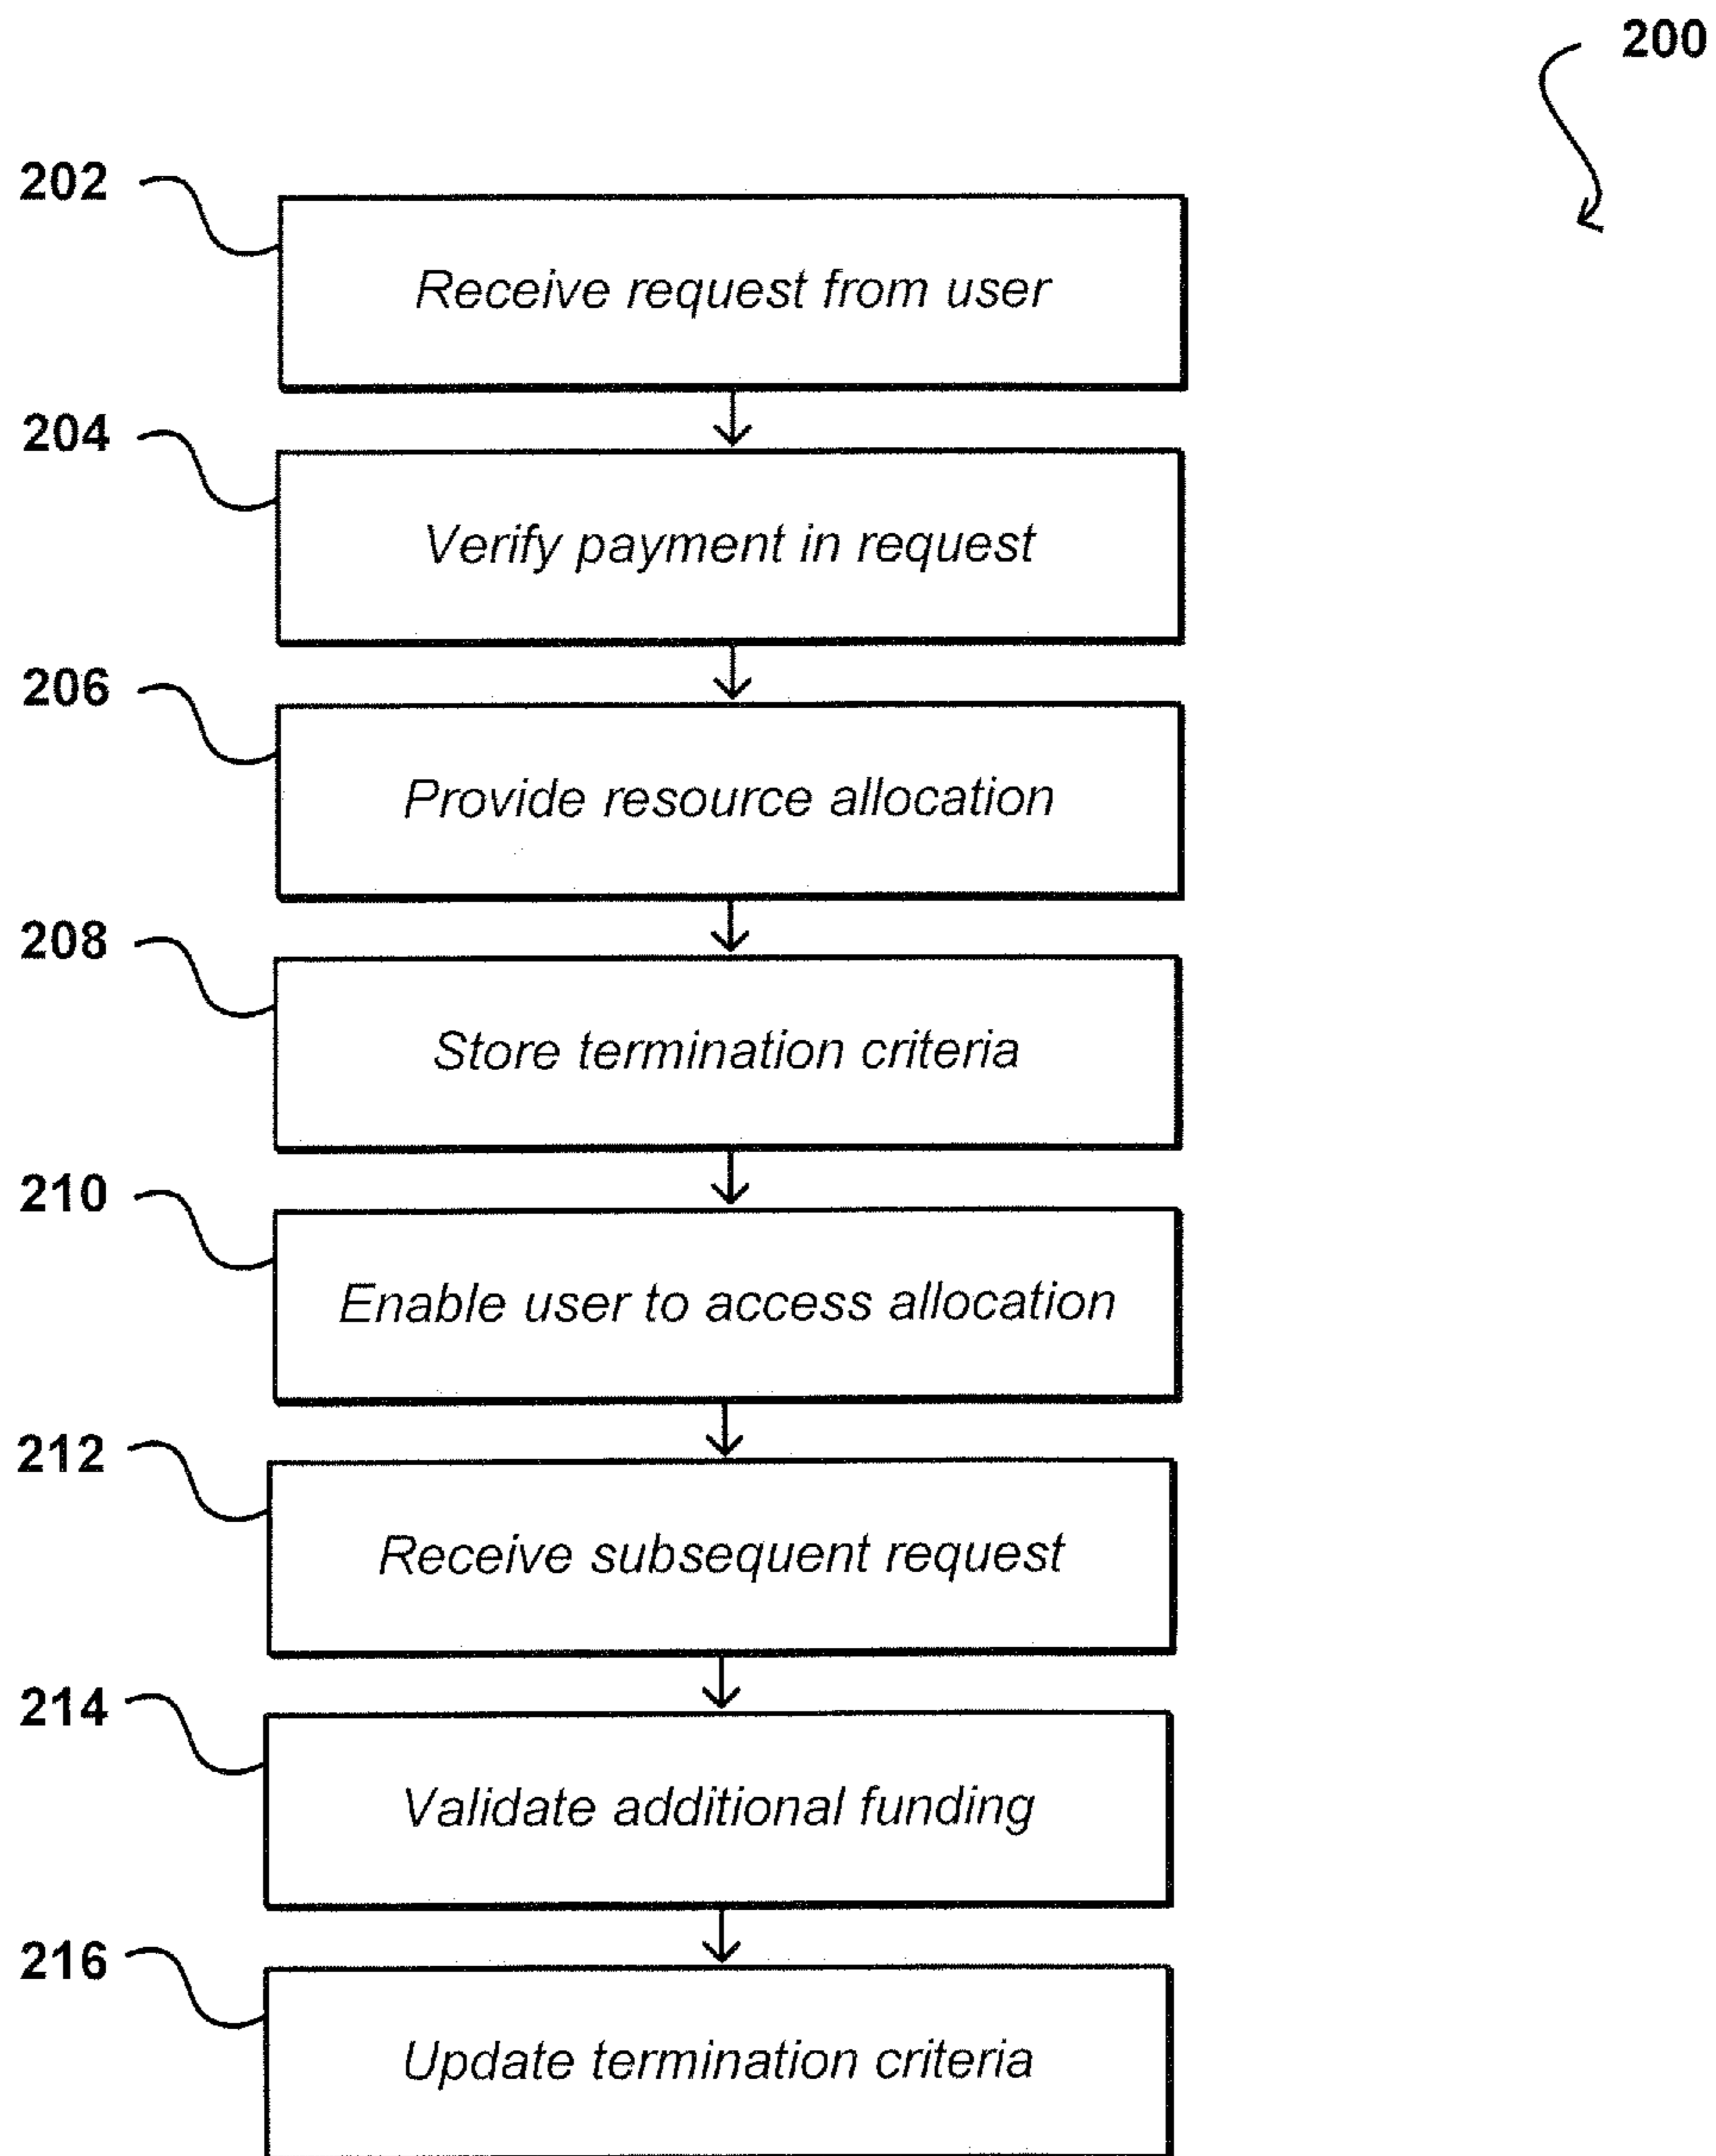 200
202
Receive request from user
204
Verify payment in request
206
Provide resource allocation
208
Store termination criteria
210
Enable user to access allocation
212
Receive subsequent request
214
Validate additional funding
216
Update termination criteria